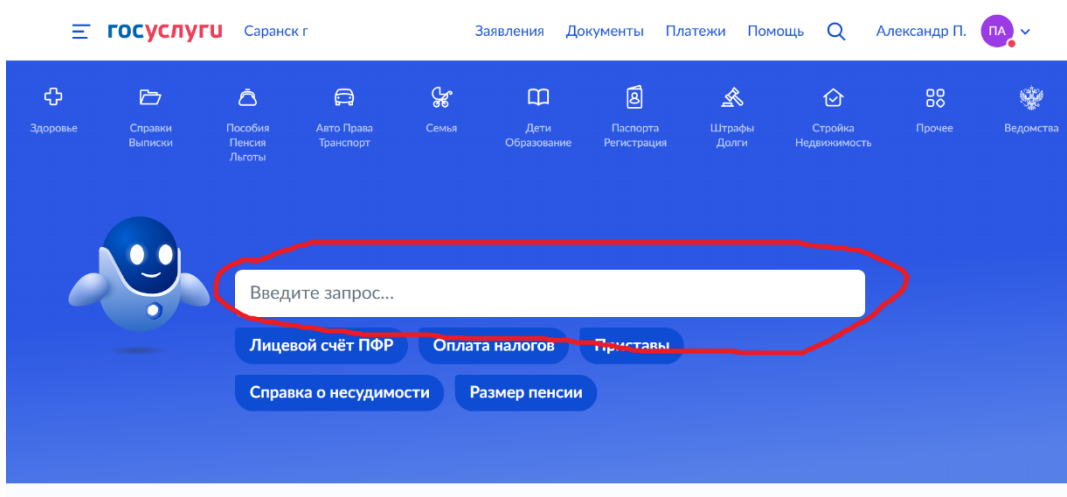 госуслуги Саранск г Заявления Документы Платежи Помощь Александр П. ПА
Здоровье
Справки
Выписки
Пособия
Пенсия
Льготы
Авто Права
Транспорт
Семья
Дети
Образование
Паспорта
Регистрация
Штрафы
Долги
Стройка
Недвижимость
Прочее
Ведомства
Введите запрос...
Лицевой счёт ПФР Оплата налогов Приставы
Справка о несудимости Размер пенсии